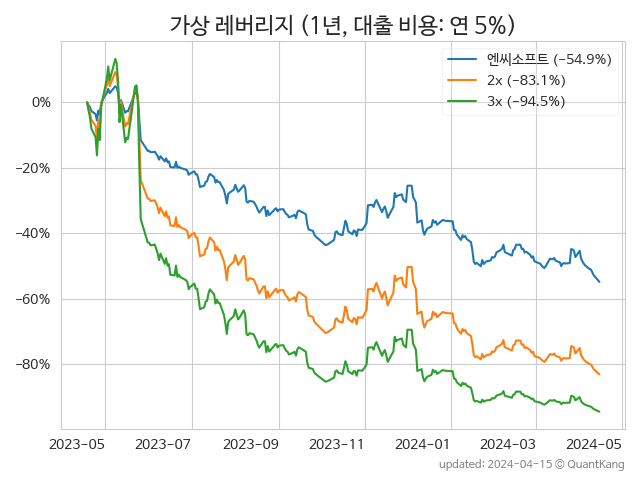 가상 레버리지 (1년, 대출 비용: 연 5%)
엔씨소프트 (−54.9%)
2x (−83.1%)
3x (−94.5%)
0%
−20%
−40%
−60%
−80%
2023−05 2023−07 2023−09 2023−11 2024−01 2024−03 2024−05
updated: 2024-04-15 © QuantKang